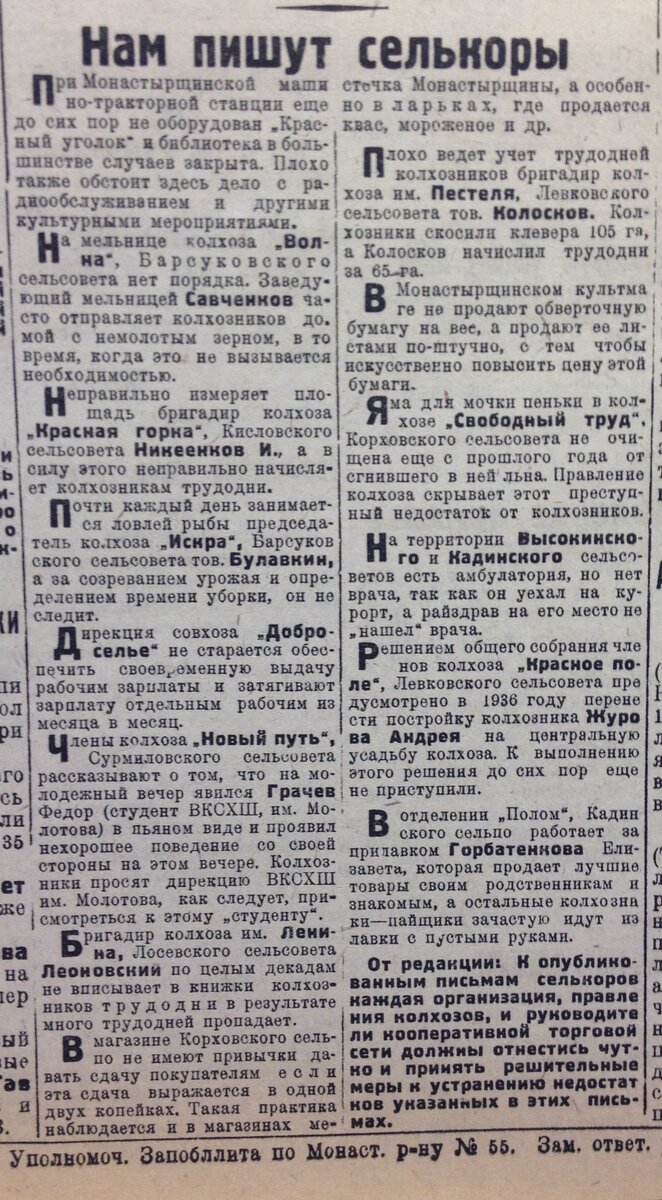 Нам пишут селькоры
При Монастырщинской маши
но-тракторной станции еще
до сих пор не оборудован „Крас-
ный уголок" и библиотека в боль-
шинстве случаев закрыта. Плохо
также обстоит здесь дело с ра-
диообслуживанием и другими
культурными мероприятиями.
На мельнице колхоза „Вол-
на", Барсуковского
сельсовета нет порядка. Заведу-
ющий мельницей Савченков ча-
сто отправляет колхозников до.
мой с немолотым зерном, в то
время, когда это не вызывается
необходимостью.
Неправильно измеряет пло-
щадь бригадир колхоза
„Красная горка", Кисловского
сельсовета Никеенков И., а в
силу этого неправильно начисля-
ет колхозникам трудодни.
Почти каждый день занимает-
ся ловлей рыбы председа-
тель колхоза „Искра", Барсуков
ского сельсовета тов. Булавкин,
а за созреванием урожая и опре-
делением времени уборки, он не
следит.
Дирекция совхоза „Добро-
селье" не старается обес-
печить своевременную выдачу
рабочим зарплаты и затягивают
зарплату отдельным рабочим из
месяца в месяц.
Члены колхоза „Новый путь",
Сурмиловского сельсовета
рассказывают о том, что на мо-
лодежный вечер явился Грачев
Федор (студент ВКСХШ, им. Мо-
лотова) в пьяном виде и проявил
нехорошее поведение со своей
стороны на этом вечере. Колхоз-
ники просят дирекцию ВКСХШ
им. Молотова, как следует, при-
смотреться к этому „студенту".
Бригадир колхоза им. Лени-
на, Лосевского сельсовета
Леоновский по целым декадам
не вписывает в книжки колхоз-
ников трудодни в результате
много трудодней пропадает.
В магазине Корховского сель-
по не имеют привычки да-
вать сдачу покупателям если
эта сдача выражается в одной
двух копейках. Такая практика
наблюдается и в магазинах ме-
стечка Монастырщины, а особен-
но в ларьках, где продается
квас, мороженое и др.
Плохо ведет учет трудодней
колхозников бригадир кол-
хоза им. Пестеля, Левковского
сельсовета тов. Колосков. Кол-
хозники скосили клевера 105 га,
а Колосков начислил трудодни
за 65 га.
В Монастырщинском культма
ге не продают обверточную
бумагу на вес, а продают ее ли-
стами по-штучно, с тем чтобы
искусственно повысить цену этой
бумаги.
Яма для мочки пеньки в кол-
хозе „Свободный труд",
Корховского сельсовета не очи-
щена еще с прошлого года от
сгнившего в ней льна. Правление
колхоза скрывает этот преступ-
ный недостаток от колхозников.
На территории Высокинско-
го и Кадинского сельсо-
ветов есть амбулатория, но нет
врача, так как он уехал на ку-
рорт, а райздрав на его место не
„нашел" врача.
Решением общего собрания чле
нов колхоза „Красное по-
ле", Левковского сельсовета пре
дусмотрено в 1936 году перене
сти постройку колхозника Журо
ва Андрея на центральную
усадьбу колхоза. К выполнению
этого решения до сих пор еще
не приступили.
В отделении „Полом", Кадин
ского сельпо работает за
прилавком Горбатенкова Ели-
завета, которая продает лучшие
товары своим родственникам и
знакомым, а остальные колхозни
ки—пайщики зачастую идут из
лавки с пустыми руками.
От редакции: К опублико-
ванным письмам селькоров
каждая организация, правле
ния колхозов, и руководите
ли кооперативной торговой
сети должны отнестись чут-
ко и принять решительные
меры к устранению недостат
ков указанных в этих пись-
мах.
Уполномоч. Запобллита по Монаст. р-ну № 55. Зам. ответ.